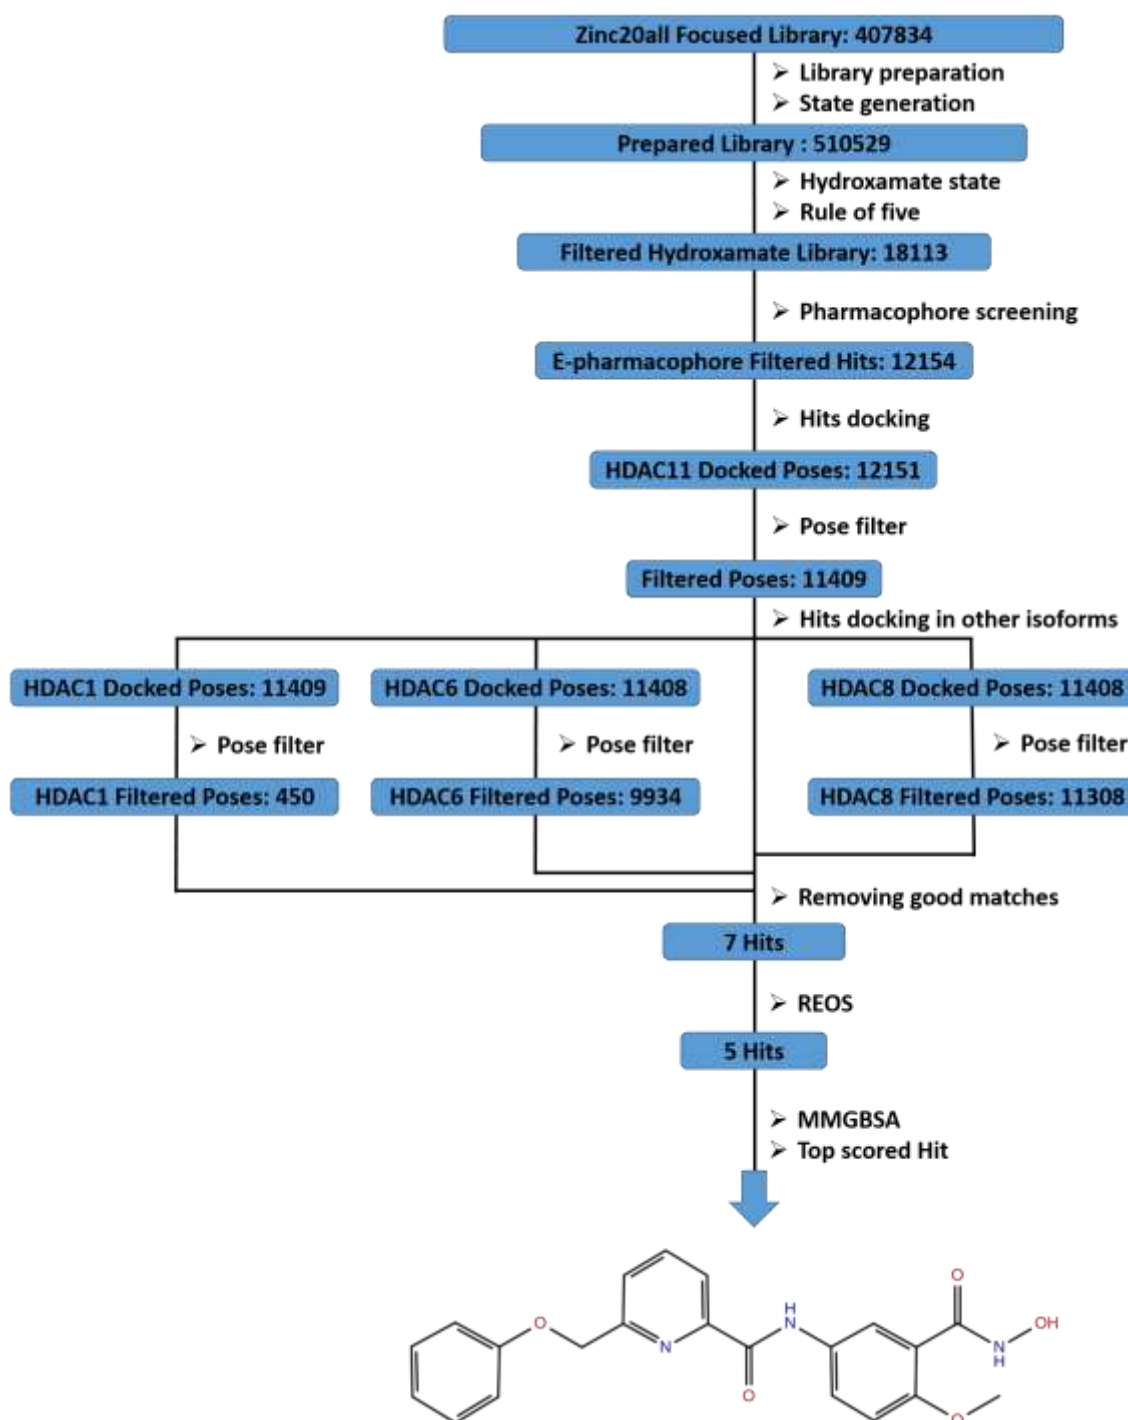 Zinc20all Focused Library: 407834
➢ Library preparation
➢ State generation
Prepared Library : 510529
➢ Hydroxamate state
➢ Rule of five
Filtered Hydroxamate Library: 18113
➢ Pharmacophore screening
E-pharmacophore Filtered Hits: 12154
➢ Hits docking
HDAC11 Docked Poses: 12151
➢ Pose filter
Filtered Poses: 11409
➢ Hits docking in other isoforms
HDAC1 Docked Poses: 11409
HDAC6 Docked Poses: 11408
HDAC8 Docked Poses: 11408
➢ Pose filter
➢ Pose filter
➢ Pose filter
HDAC1 Filtered Poses: 450
HDAC6 Filtered Poses: 9934
HDAC8 Filtered Poses: 11308
➢ Removing good matches
7 Hits
➢ REOS
5 Hits
➢ MMGBSA
➢ Top scored Hit
O
O
N
H
N
O
N
H
OH
O